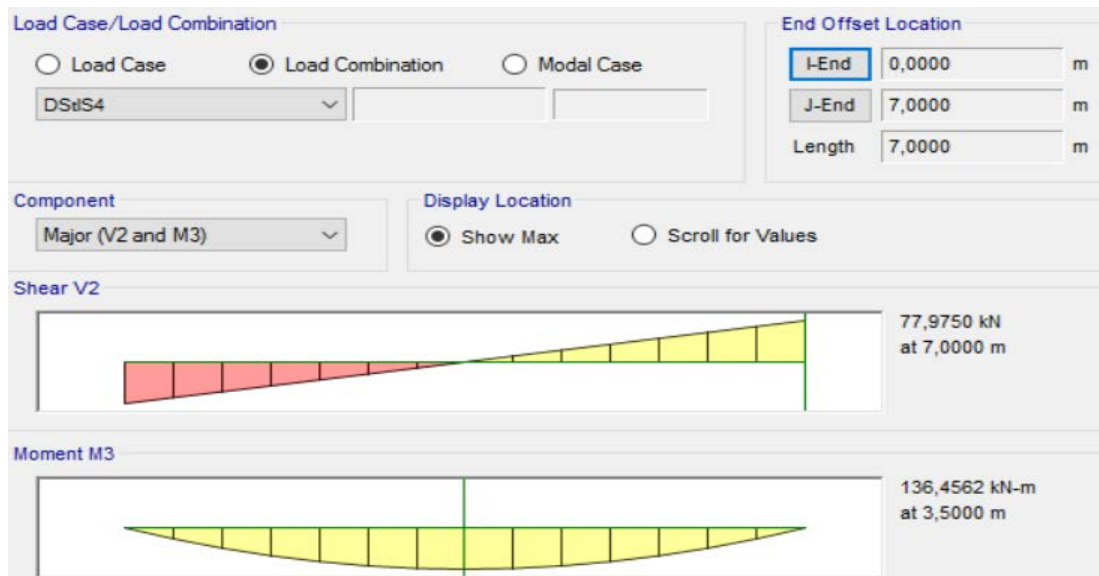 Load Case/Load Combination
Load Case
Load Combination
Modal Case
DStlS4
End Offset Location
I-End 0,0000 m
J-End 7,0000 m
Length 7,0000 m
Component
Major (V2 and M3)
Display Location
Show Max
Scroll for Values
Shear V2
77,9750 kN
at 7,0000 m
Moment M3
136,4562 kN-m
at 3,5000 m